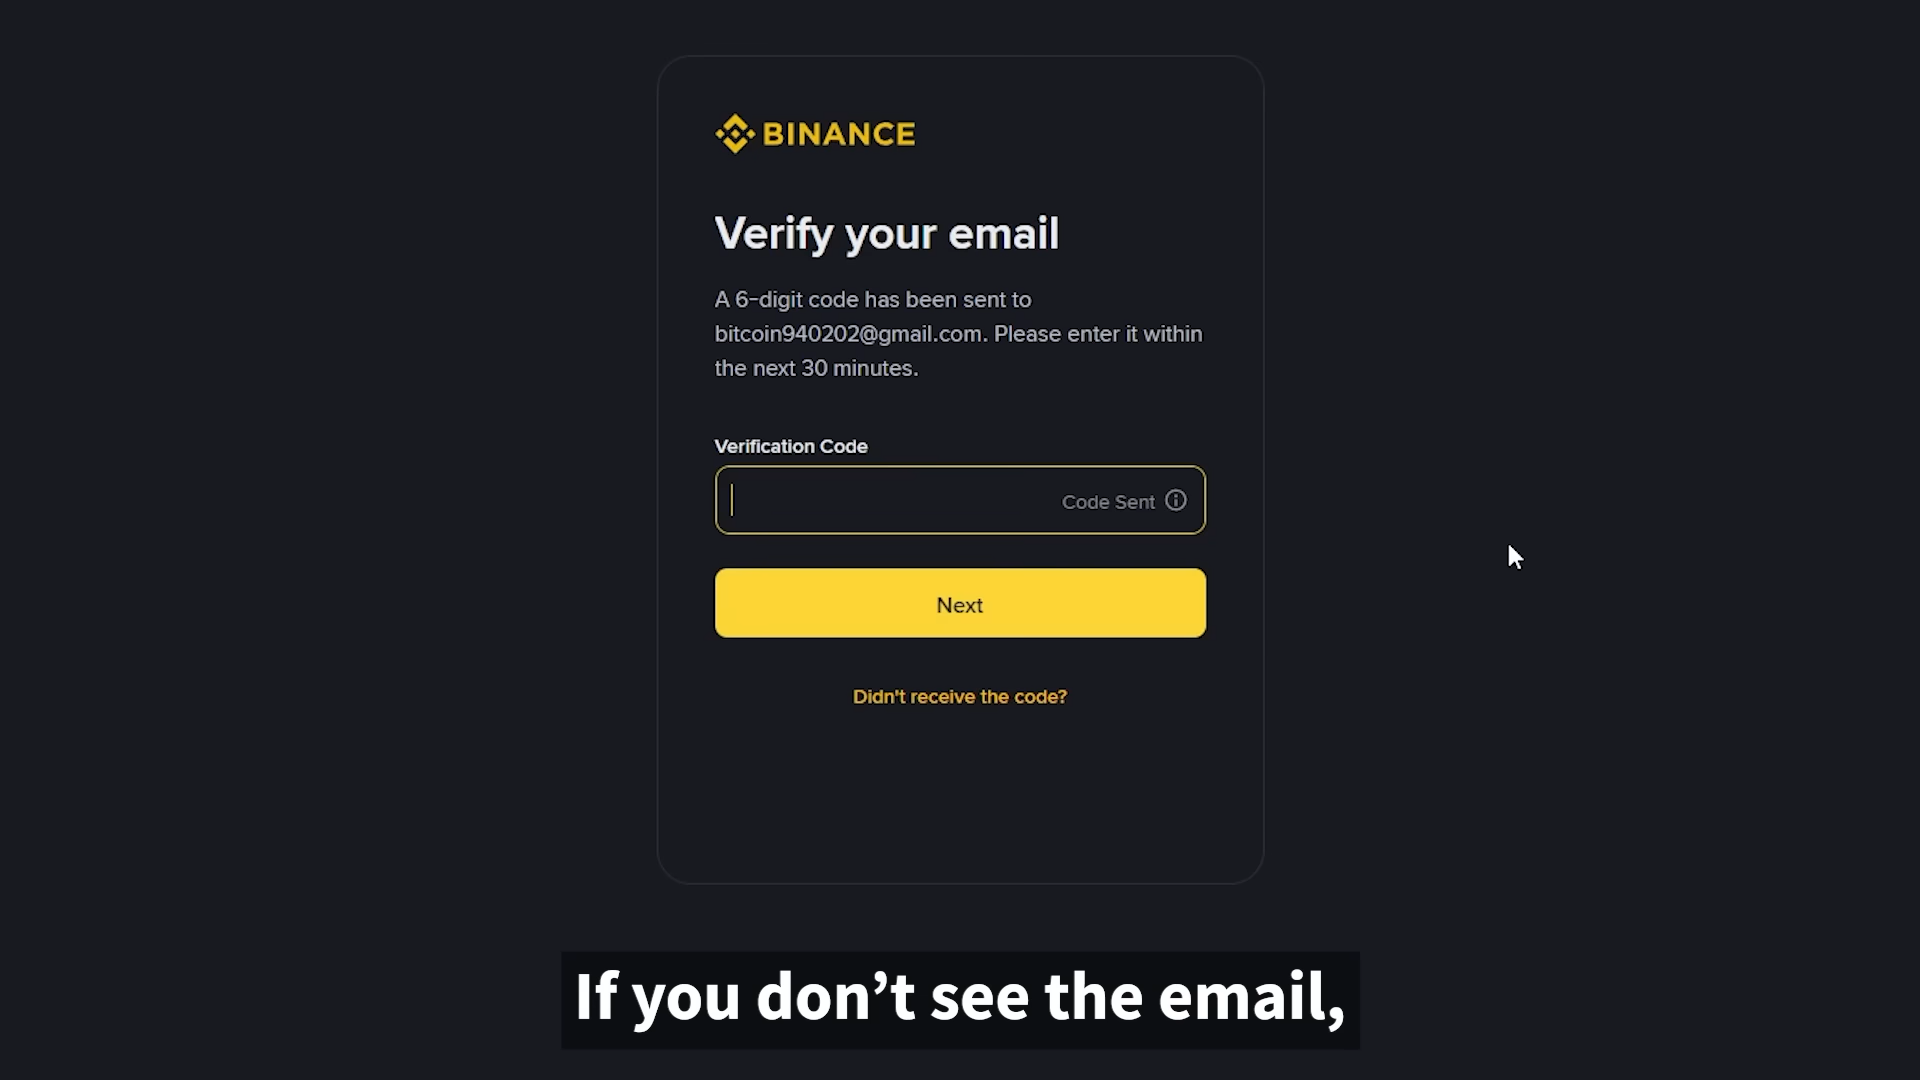 BINANCE
Verify your email
A 6-digit code has been sent to
bitcoin940202@gmail.com. Please enter it within
the next 30 minutes.
Verification Code
Code Sent
Next
Didn't receive the code?
If you don’t see the email,